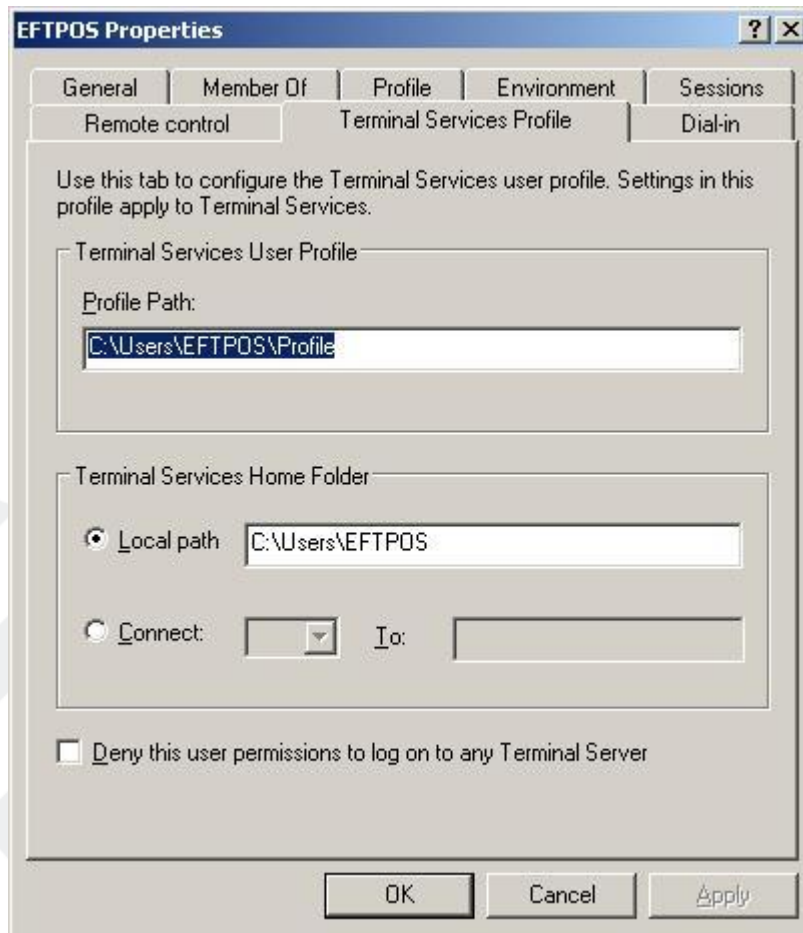 EFTPOS Properties
General Member Of Profile Environment Sessions
Remote control Terminal Services Profile Dial-in
Use this tab to configure the Terminal Services user profile. Settings in this
profile apply to Terminal Services.
Terminal Services User Profile
Profile Path:
C:\Users\EFTPOS\Profile
Terminal Services Home Folder
Local path C:\Users\EFTPOS
Connect: To:
Deny this user permissions to log on to any Terminal Server
OK Cancel Apply